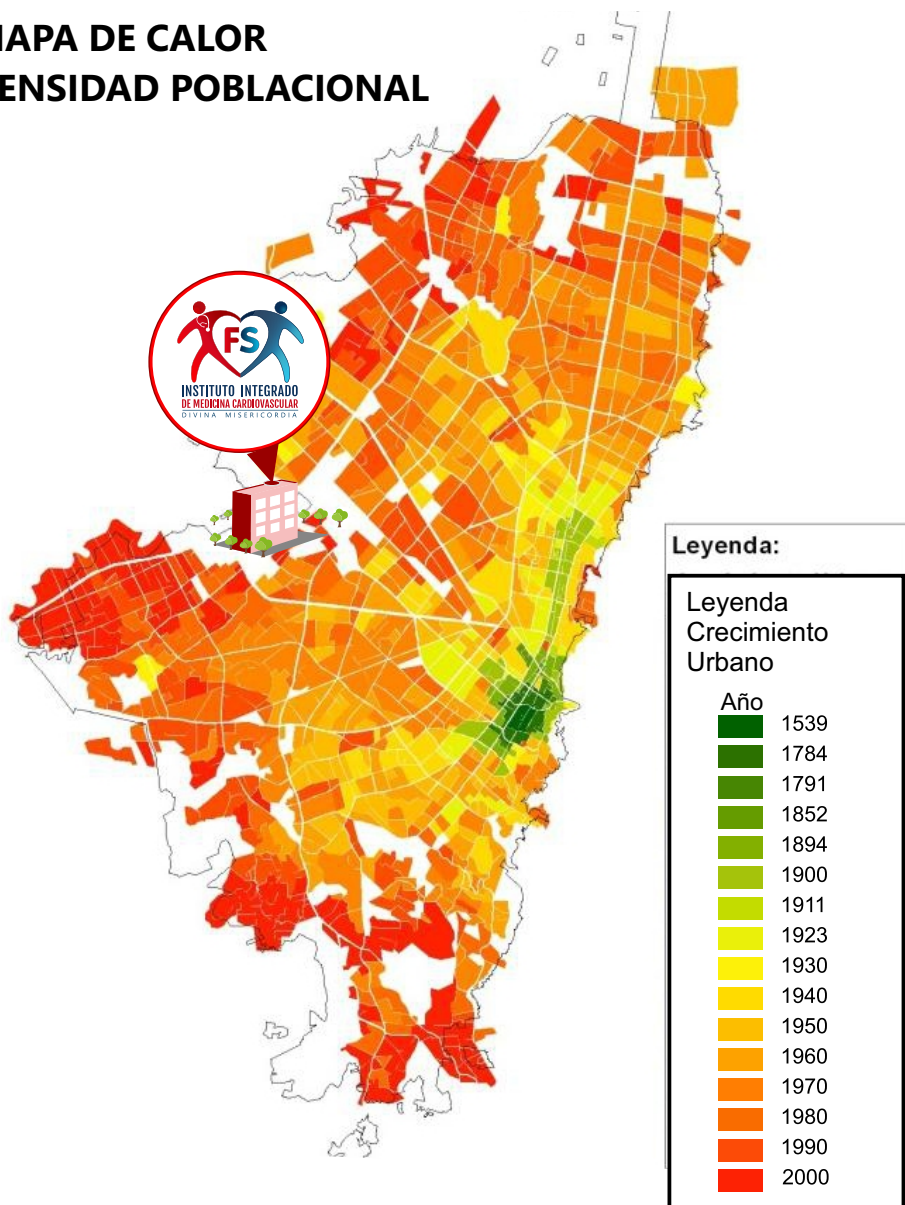 MAPA DE CALOR
ENSIDAD POBLACIONAL
FS
INSTITUTO INTEGRADO
DE MEDICINA CARDIOVASCULAR
DIVINA MISERICORDIA
Leyenda:
Leyenda
Crecimiento
Urbano
Año
1539
1784
1791
1852
1894
1900
1911
1923
1930
1940
1950
1960
1970
1980
1990
2000